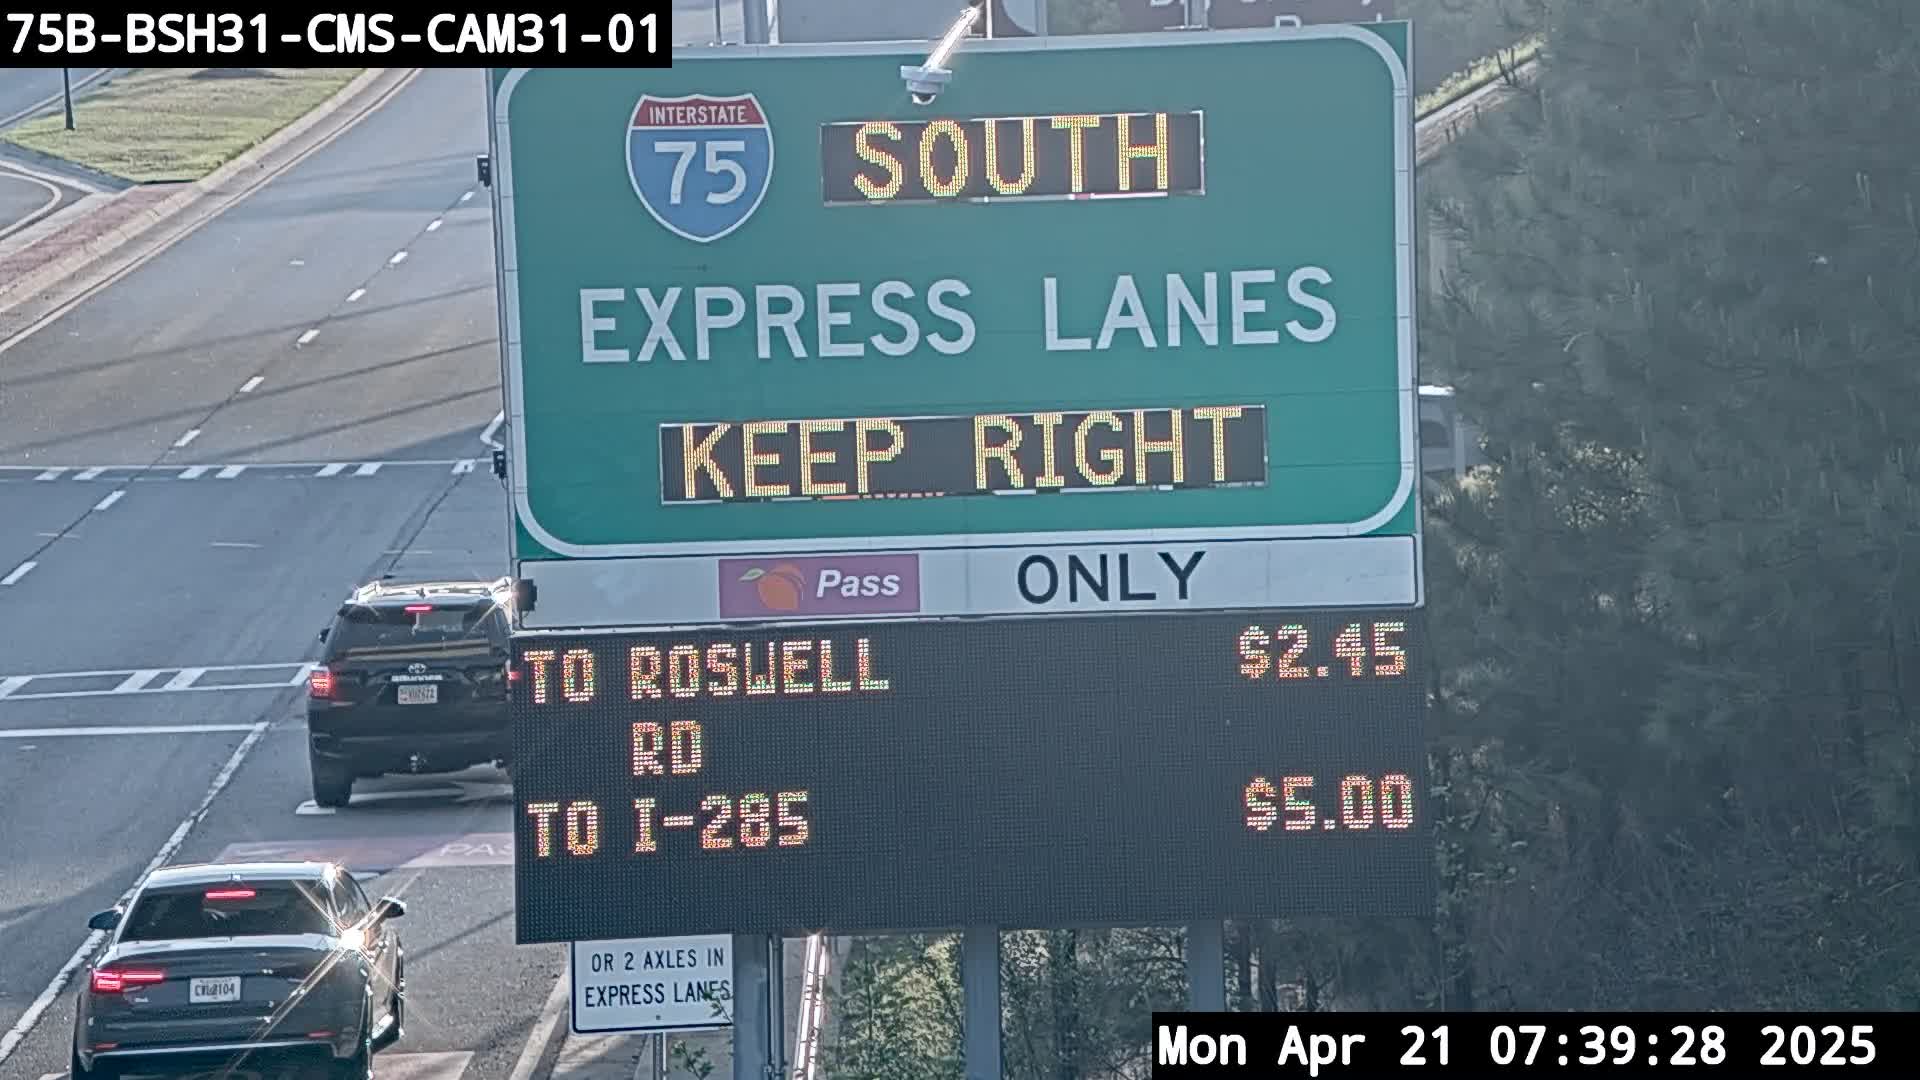 75B-BSH31-CMS-CAM31-01
INTERSTATE
75
SOUTH
EXPRESS LANES
KEEP RIGHT
Pass ONLY
TO ROSWELL $2.45
RD
TO I-285 $5.00
OR 2 AXLES IN
EXPRESS LANES
Mon Apr 21 07:39:28 2025